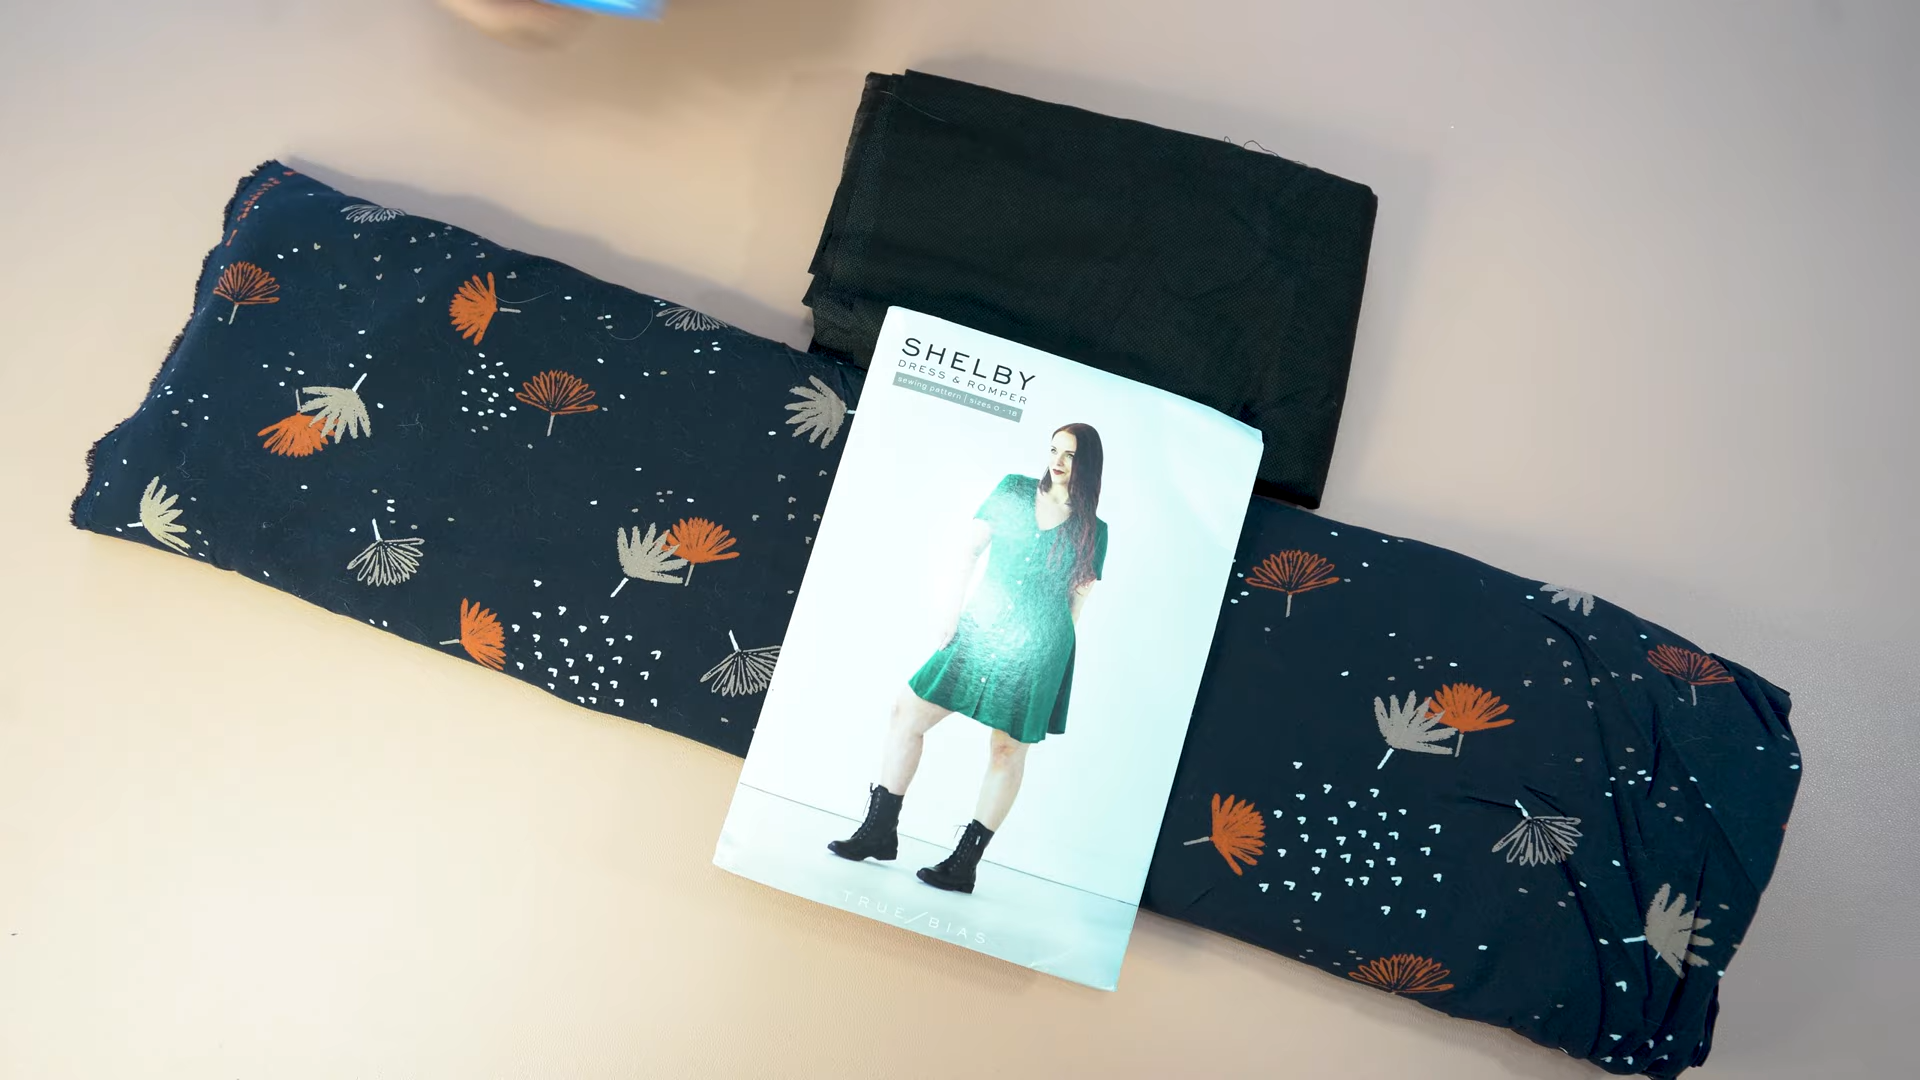 SHELBY
DRESS & ROMPER
sewing pattern | sizes 0 - 18
TRUE/BIAS